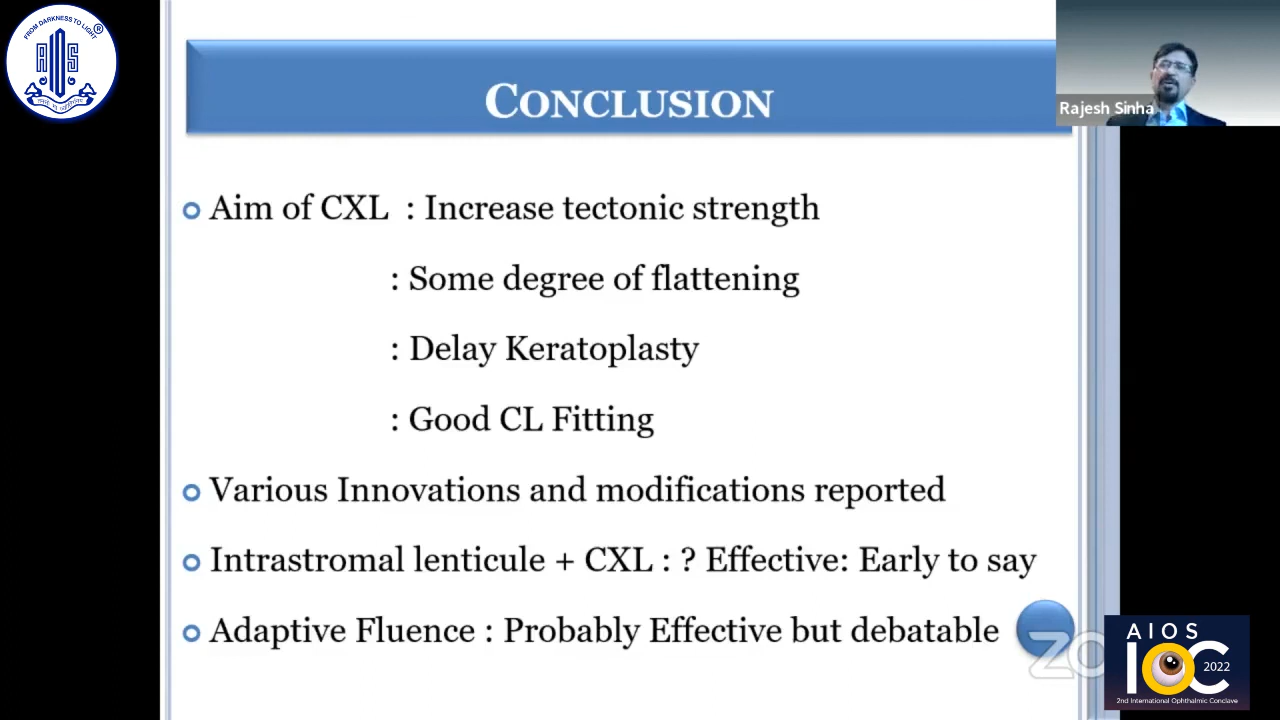 FROM DARKNESS TO LIGHT
®
AIOS
CONCLUSION
Rajesh Sinha
Aim of CXL : Increase tectonic strength
: Some degree of flattening
: Delay Keratoplasty
: Good CL Fitting
Various Innovations and modifications reported
Intrastromal lenticule + CXL : ? Effective: Early to say
Adaptive Fluence : Probably Effective but debatable
AIOS
IOC
2022
2nd International Ophthalmic Conclave